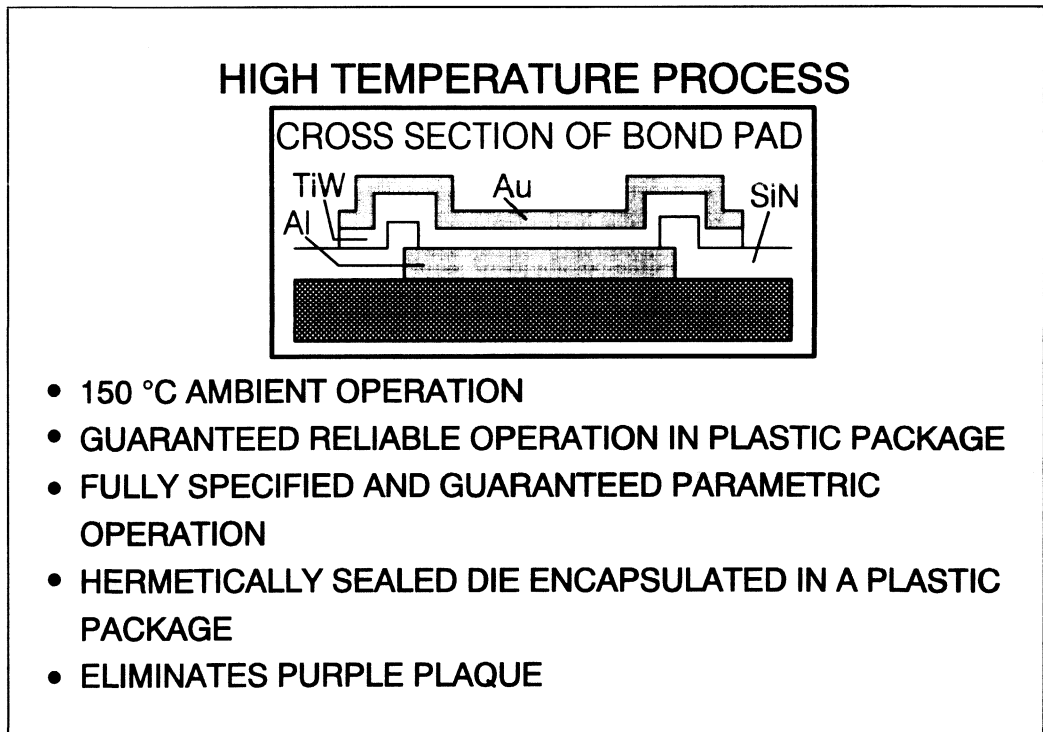 HIGH TEMPERATURE PROCESS
CROSS SECTION OF BOND PAD
TiW
Au
SiN
Al
• 150 °C AMBIENT OPERATION
• GUARANTEED RELIABLE OPERATION IN PLASTIC PACKAGE
• FULLY SPECIFIED AND GUARANTEED PARAMETRIC
OPERATION
• HERMETICALLY SEALED DIE ENCAPSULATED IN A PLASTIC
PACKAGE
• ELIMINATES PURPLE PLAQUE